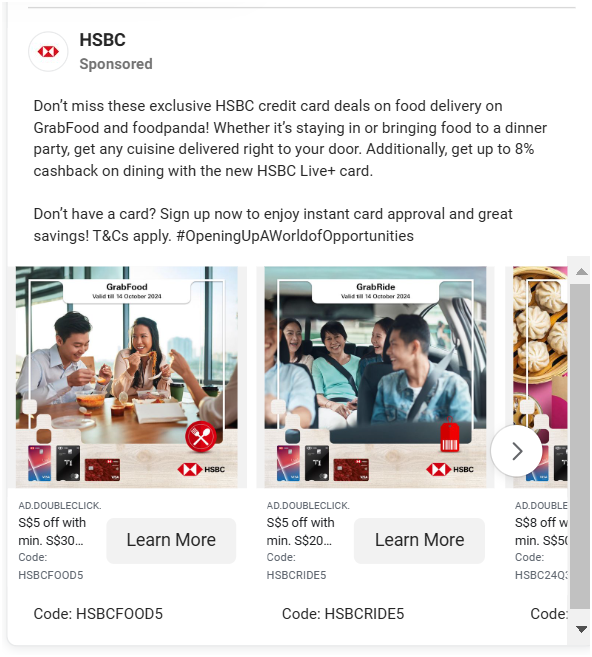 HSBC
Sponsored
Don’t miss these exclusive HSBC credit card deals on food delivery on
GrabFood and foodpanda! Whether it’s staying in or bringing food to a dinner
party, get any cuisine delivered right to your door. Additionally, get up to 8%
cashback on dining with the new HSBC Live+ card.
Don’t have a card? Sign up now to enjoy instant card approval and great
savings! T&Cs apply. #OpeningUpAWorldofOpportunities
GrabFood
Valid till 14 October 2024
HSBC
AD.DOUBLECLICK.
S$5 off with
min. S$30...
Code:
HSBCFOOD5
Learn More
Code: HSBCFOOD5
GrabRide
Valid till 14 October 2024
HSBC
AD.DOUBLECLICK.
S$5 off with
min. S$20...
Code:
HSBCRIDE5
Learn More
Code: HSBCRIDE5
AD.DOUBLE
S$8 off w
min. S$50
Code:
HSBC24Q3
Code: